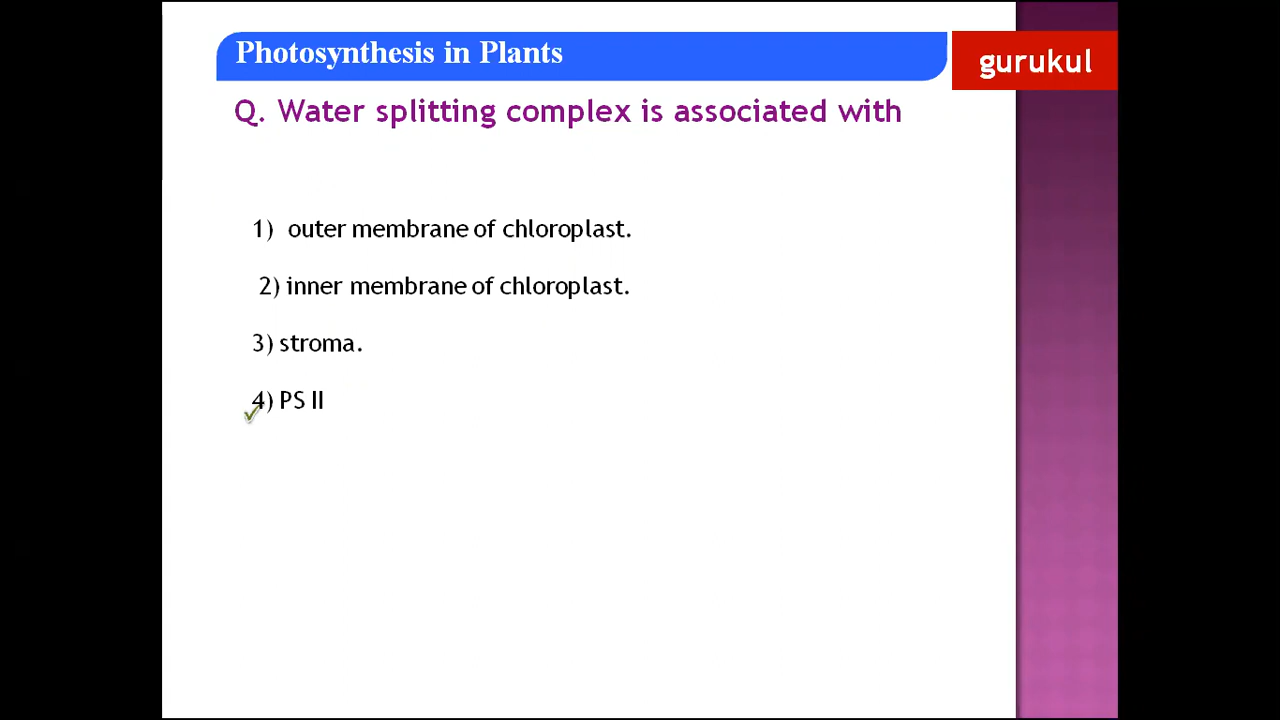 Photosynthesis in Plants
gurukul
Q. Water splitting complex is associated with
1) outer membrane of chloroplast.
2) inner membrane of chloroplast.
3) stroma.
4) PS II